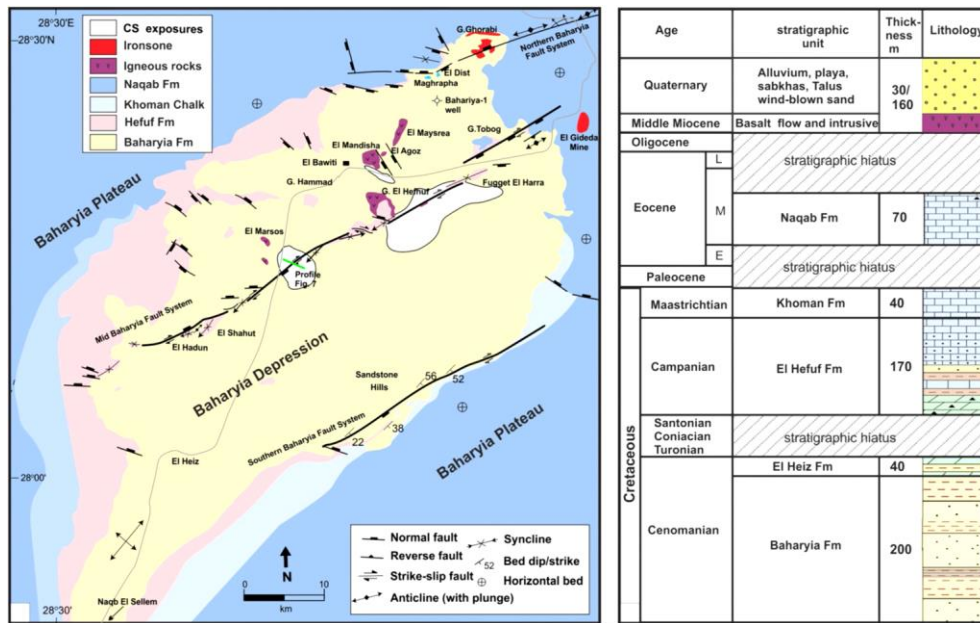 28°30'E
28°30'N
CS exposures
Ironsone
Igneous rocks
Naqab Fm
Khoman Chalk
Hefuf Fm
Baharyia Fm
G.Ghorabi
Northern Baharyia
Fault System
El Dist
Maghrapha
Bahariya-1
well
G.Tobog
El Gideda
Mine
El Maysrea
El Mandisha
El Agoz
El Bawiti
G. Hammad
G. El Hefhuf
Fugget El Harra
Baharyia Plateau
El Marsos
Profile
Fig. 7
Mid Baharyia Fault System
El Shahut
El Hadun
Baharyia Depression
Sandstone
Hills
56
52
38
22
Southern Baharyia Fault System
Baharyia Plateau
El Heiz
28°00'
Naqb El Sellem
28°30'
N
0 10
km
Normal fault
Reverse fault
Strike-slip fault
Anticline (with plunge)
Syncline
52 Bed dip/strike
Horizontal bed
Age
stratigraphic
unit
Thick-
ness
m
Lithology
Quaternary
Alluvium, playa,
sabkhas, Talus
wind-blown sand
30/
160
Middle Miocene
Basalt flow and intrusive
Oligocene
stratigraphic hiatus
Eocene
L
M
E
Naqab Fm
70
Paleocene
stratigraphic hiatus
Cretaceous
Maastrichtian
Khoman Fm
40
Campanian
El Hefuf Fm
170
Santonian
Coniacian
Turonian
stratigraphic hiatus
Cenomanian
El Heiz Fm
40
Baharyia Fm
200